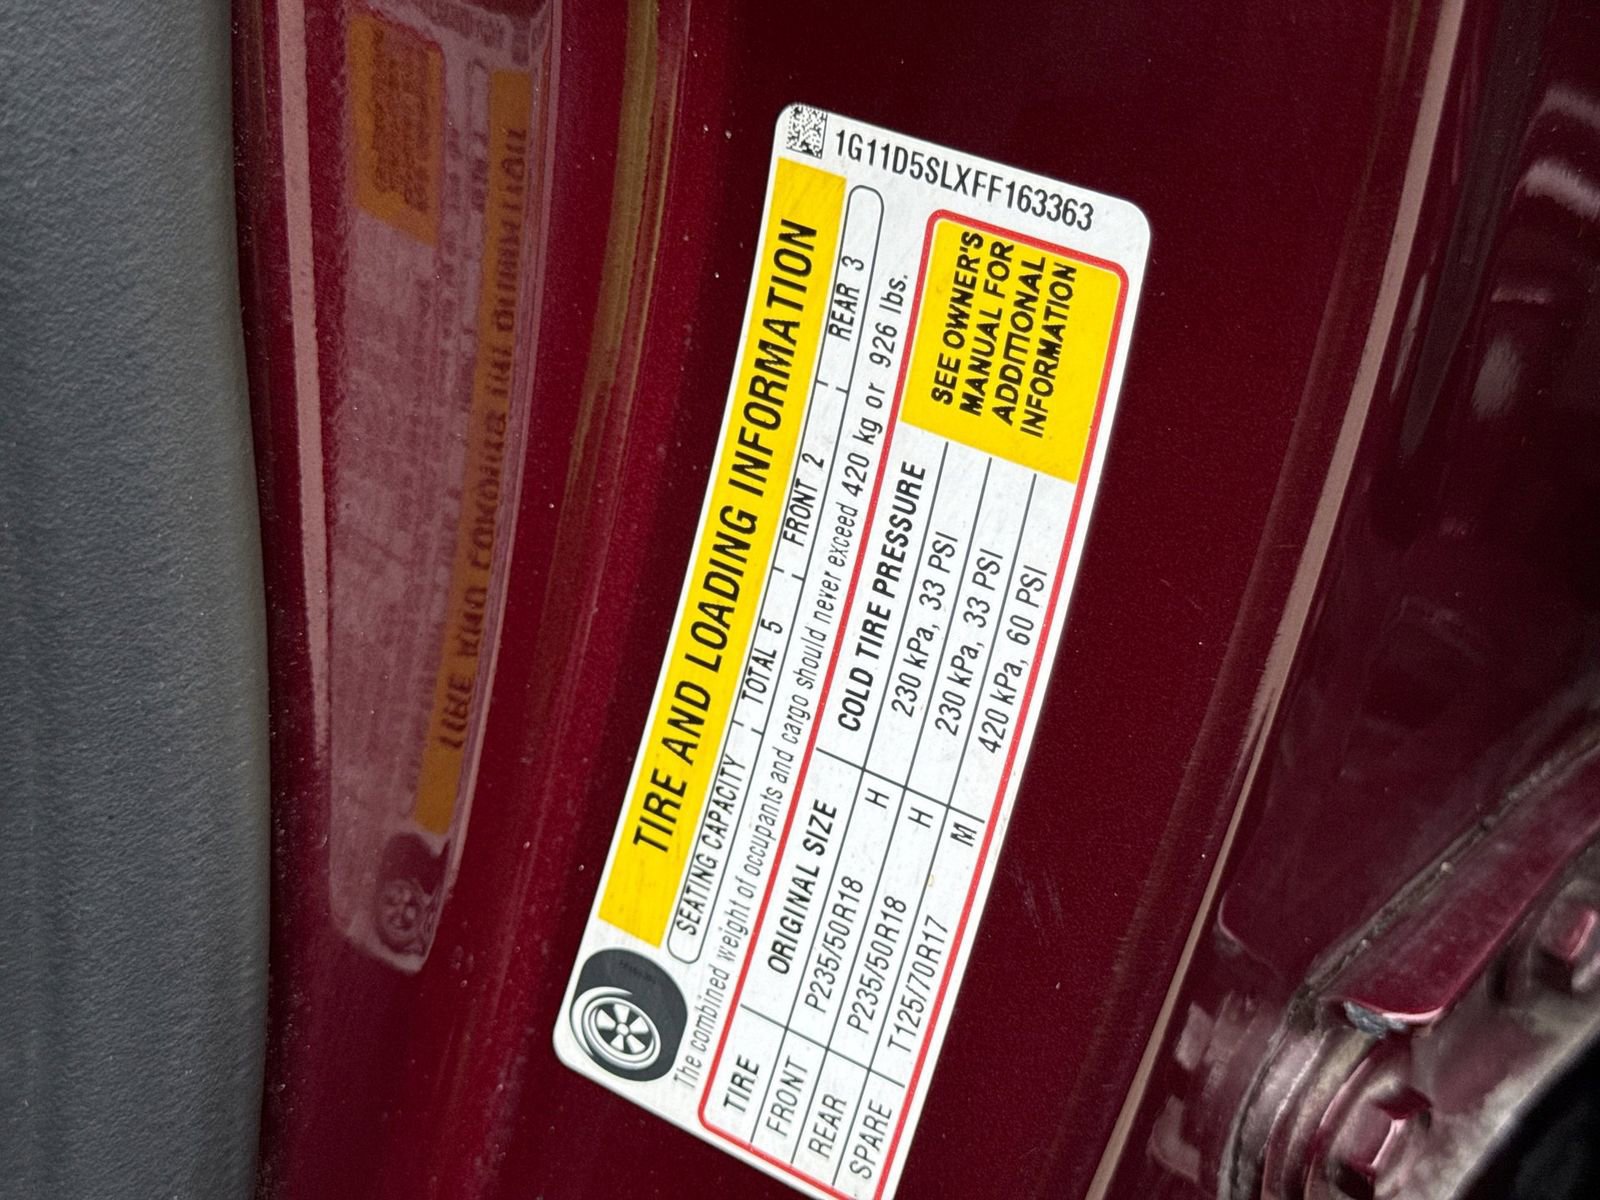 1G11D5SLXFF163363
TIRE AND LOADING INFORMATION
SEATING CAPACITY TOTAL 5 FRONT 2 REAR 3
The combined weight of occupants and cargo should never exceed 420 kg or 926 lbs.
TIRE ORIGINAL SIZE COLD TIRE PRESSURE
FRONT P235/50R18 H 230 kPa, 33 PSI
REAR P235/50R18 H 230 kPa, 33 PSI
SPARE T125/70R17 M 420 kPa, 60 PSI
SEE OWNER'S
MANUAL FOR
ADDITIONAL
INFORMATION